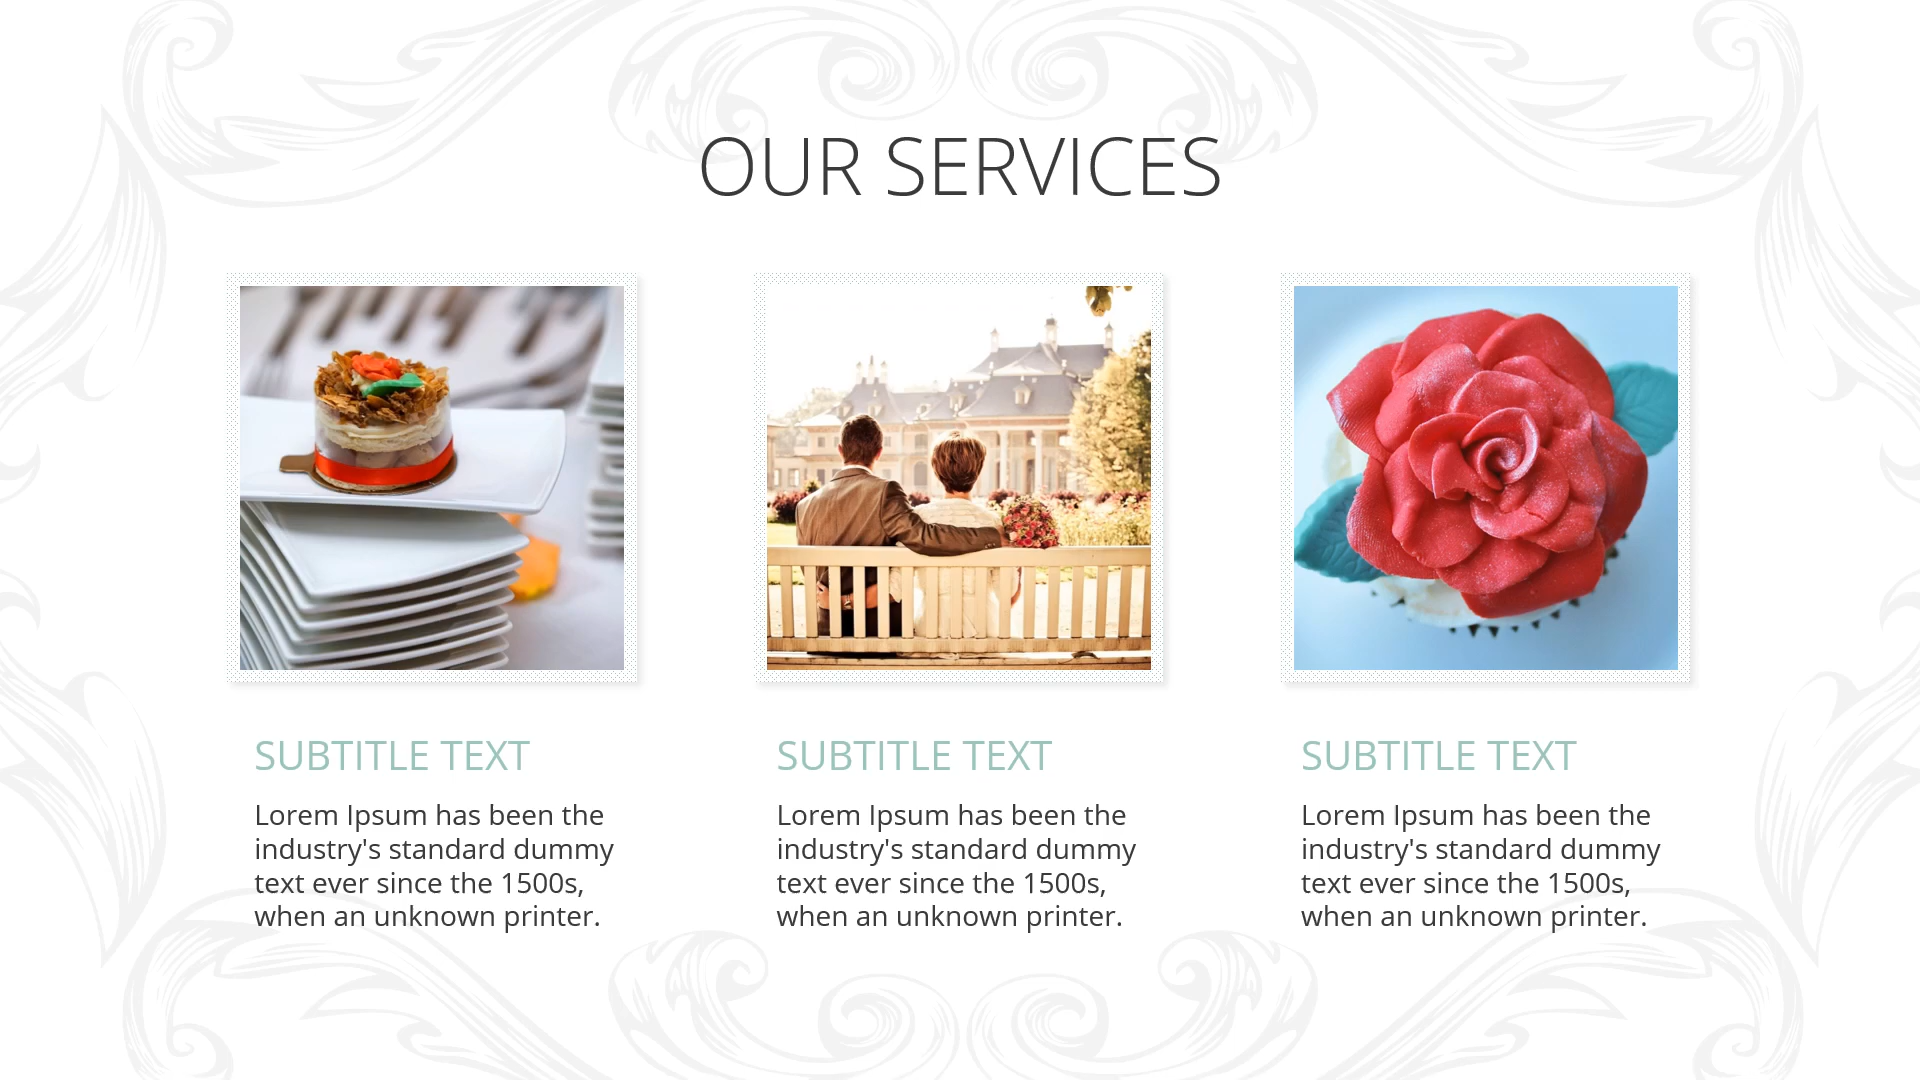 OUR SERVICES
SUBTITLE TEXT
Lorem Ipsum has been the
industry's standard dummy
text ever since the 1500s,
when an unknown printer.
SUBTITLE TEXT
Lorem Ipsum has been the
industry's standard dummy
text ever since the 1500s,
when an unknown printer.
SUBTITLE TEXT
Lorem Ipsum has been the
industry's standard dummy
text ever since the 1500s,
when an unknown printer.